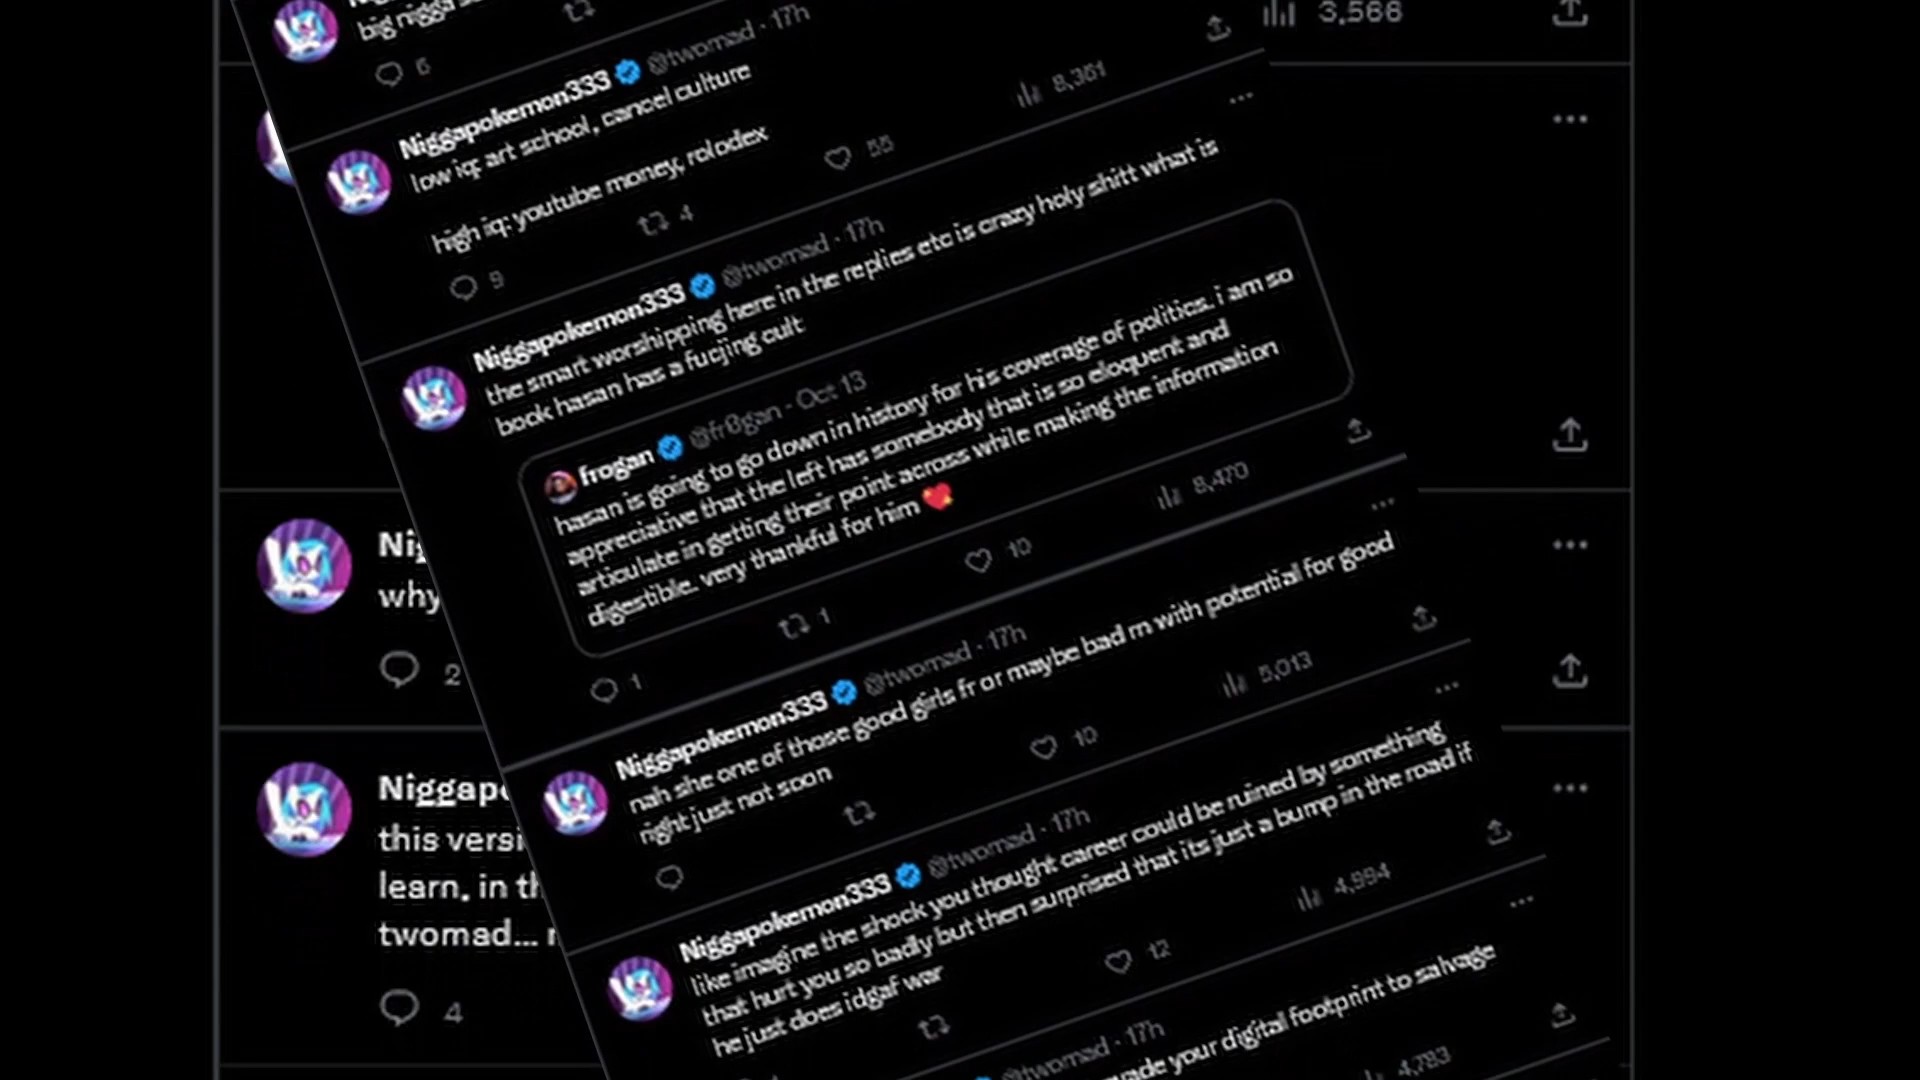 big nigga
6
3,566
Niggapokemon333 @twomad · 17h
low iq: art school, cancel culture
high iq: youtube money, rolodex
9
4
55
8,361
Niggapokemon333 @twomad · 17h
the smart worshipping here in the replies etc is crazy holy shitt what is
book hasan has a fucjing cult
frogan @fr0gan · Oct 13
hasan is going to go down in history for his coverage of politics. i am so
appreciative that the left has somebody that is so eloquent and
articulate in getting their point across while making the information
digestible. very thankful for him
1
1
10
8,470
Niggapokemon333 @twomad · 17h
nah she one of those good girls fr or maybe bad rn with potential for good
right just not soon
10
5,013
Niggapokemon333 @twomad · 17h
like imagine the shock you thought career could be ruined by something
that hurt you so badly but then surprised that its just a bump in the road if
he just does idgaf war
12
4,994
@twomad · 17h
your digital footprint to salvage
4,783
Nig
why
2
Niggap
this versi
learn, in th
twomad...
4